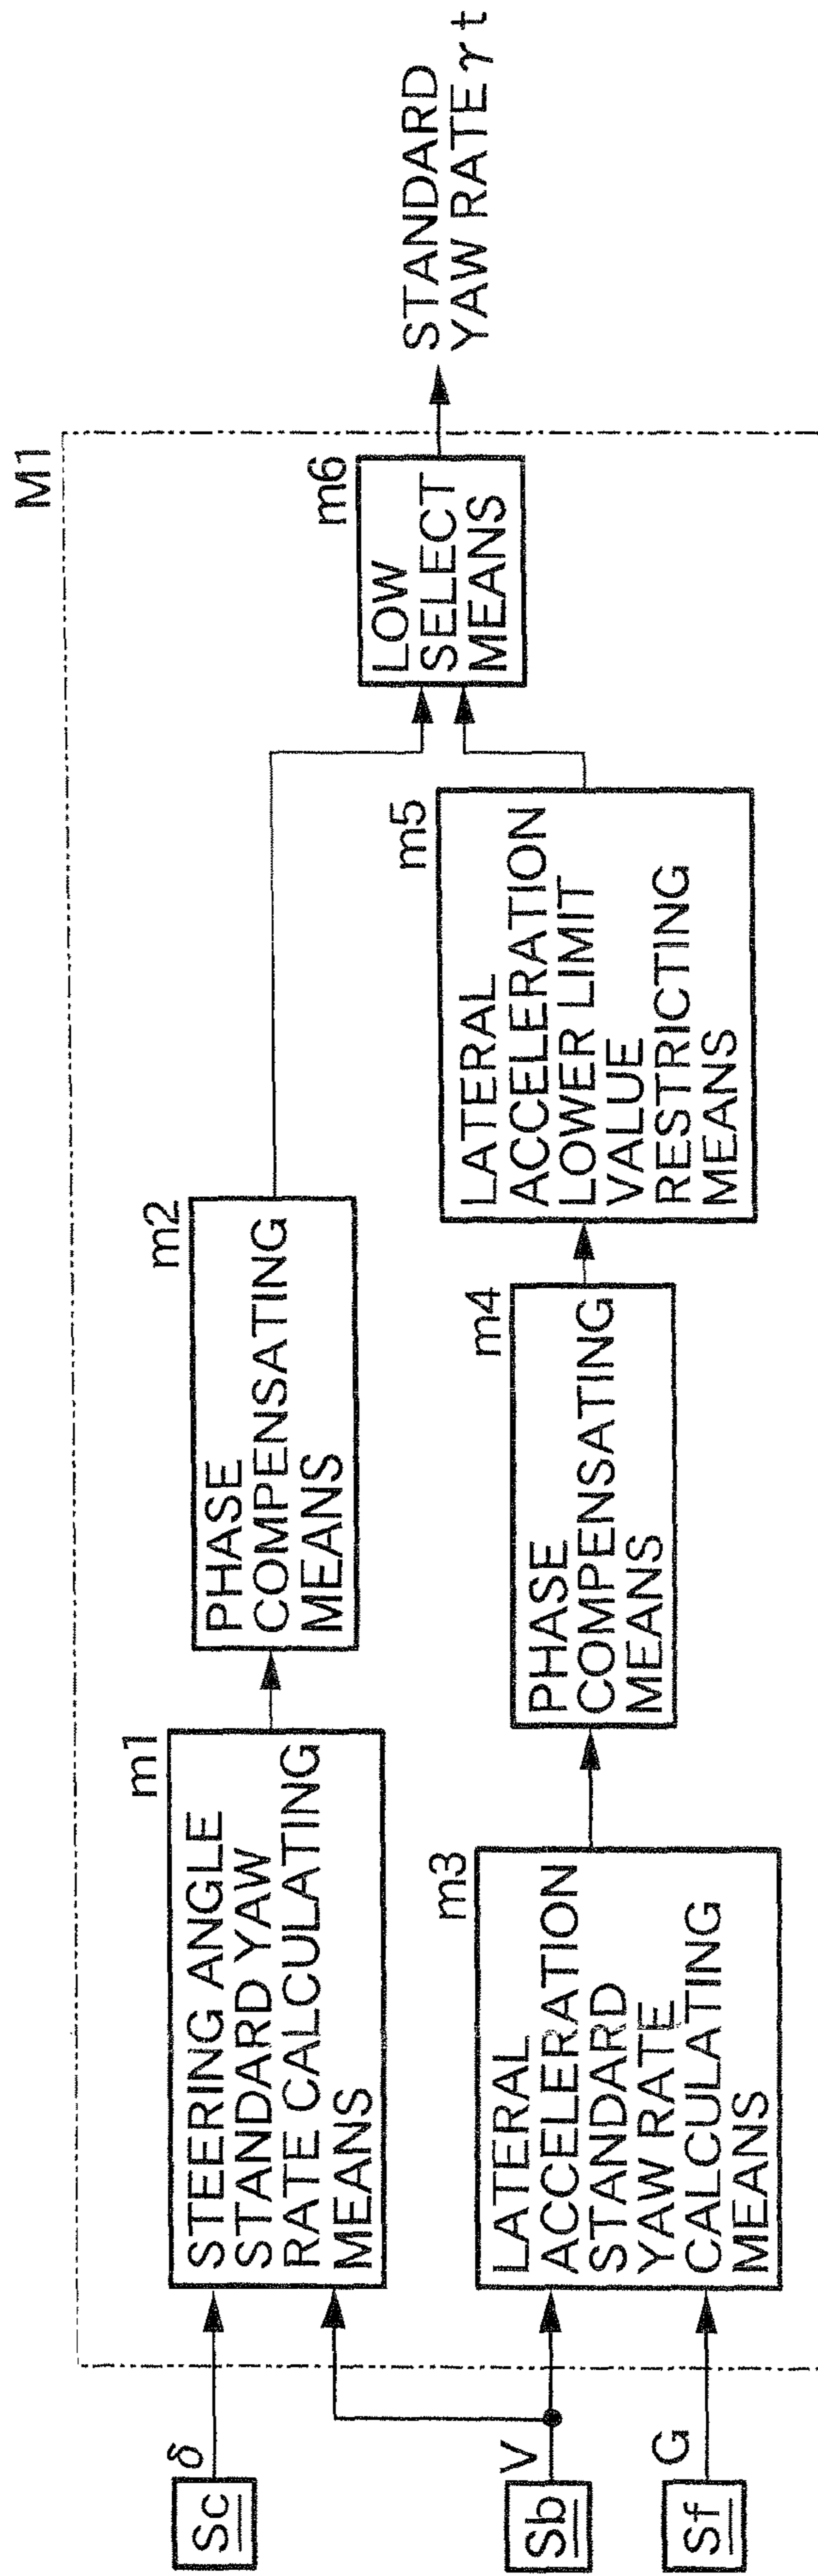 M1
Sc
δ
m1
STEERING ANGLE
STANDARD YAW
RATE CALCULATING
MEANS
m2
PHASE
COMPENSATING
MEANS
Sb
V
Sf
G
m3
LATERAL
ACCELERATION
STANDARD
YAW RATE
CALCULATING
MEANS
m4
PHASE
COMPENSATING
MEANS
m5
LATERAL
ACCELERATION
LOWER LIMIT
VALUE
RESTRICTING
MEANS
m6
LOW
SELECT
MEANS
STANDARD
YAW RATE γt